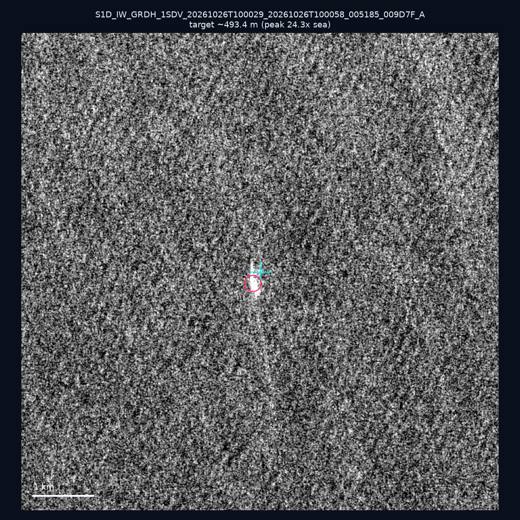 S1D_IW_GRDH_1SDV_20261026T100029_20261026T100058_005185_009D7F_A
target ~493.4 m (peak 24.3x sea)
1 km